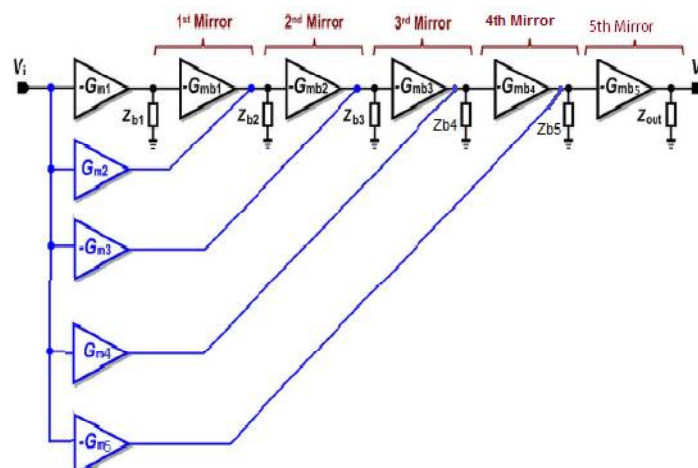 1st Mirror 2nd Mirror 3rd Mirror 4th Mirror 5th Mirror
Vi -Gm1 -Gmb1 -Gmb2 -Gmb3 -Gmb4 -Gmb5 V
Zb1 Zb2 Zb3 Zb4 Zb5 Zout
Gm2
-Gm3
Gm4
-Gm5